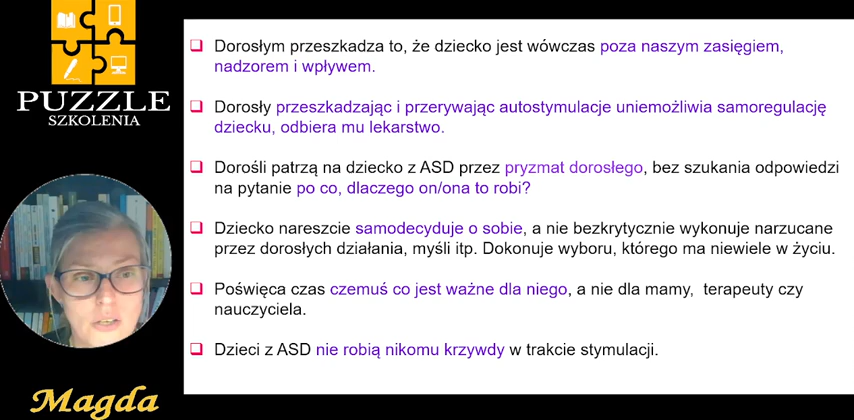 PUZZLE
SZKOLENIA
Dorosłym przeszkadza to, że dziecko jest wówczas poza naszym zasięgiem,
nadzorem i wpływem.
Dorosły przeszkadzając i przerywając autostymulacje uniemożliwia samoregulację
dziecku, odbiera mu lekarstwo.
Dorośli patrzą na dziecko z ASD przez pryzmat dorosłego, bez szukania odpowiedzi
na pytanie po co, dlaczego on/ona to robi?
Dziecko nareszcie samodecyduje o sobie, a nie bezkrytycznie wykonuje narzucane
przez dorosłych działania, myśli itp. Dokonuje wyboru, którego ma niewiele w życiu.
Poświęca czas czemuś co jest ważne dla niego, a nie dla mamy, terapeuty czy
nauczyciela.
Dzieci z ASD nie robią nikomu krzywdy w trakcie stymulacji.
Magda